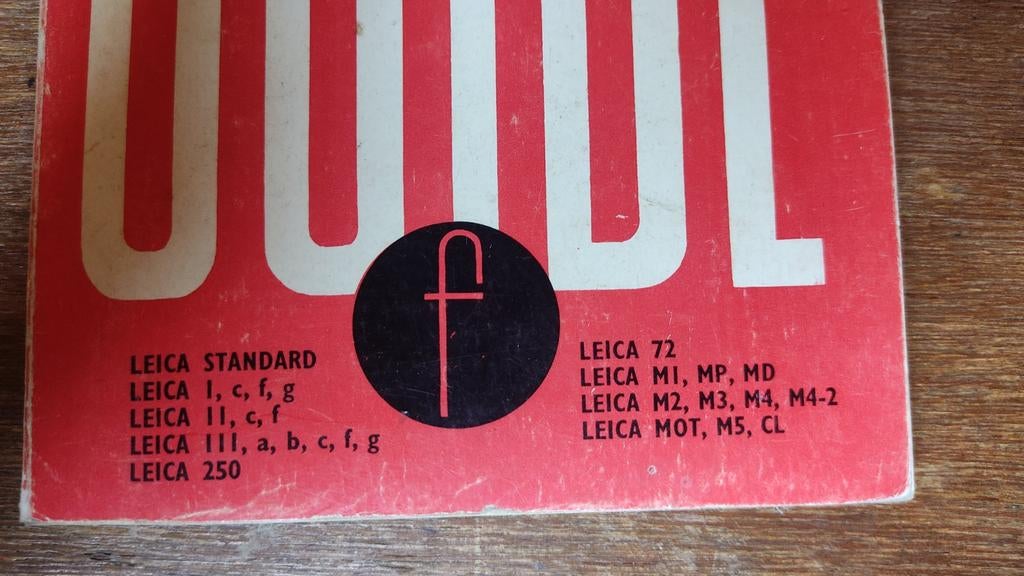 GUIDE
f
LEICA STANDARD
LEICA I, c, f, g
LEICA II, c, f
LEICA III, a, b, c, f, g
LEICA 250
LEICA 72
LEICA M1, MP, MD
LEICA M2, M3, M4, M4-2
LEICA MOT, M5, CL